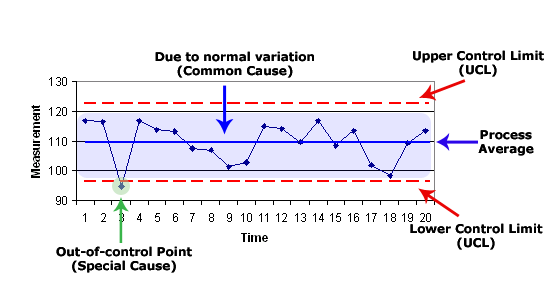 Due to normal variation
(Common Cause)
Upper Control Limit
(UCL)
130
120
110
100
90
Measurement
Process
Average
1 2 3 4 5 6 7 8 9 10 11 12 13 14 15 16 17 18 19 20
Time
Lower Control Limit
(UCL)
Out-of-control Point
(Special Cause)